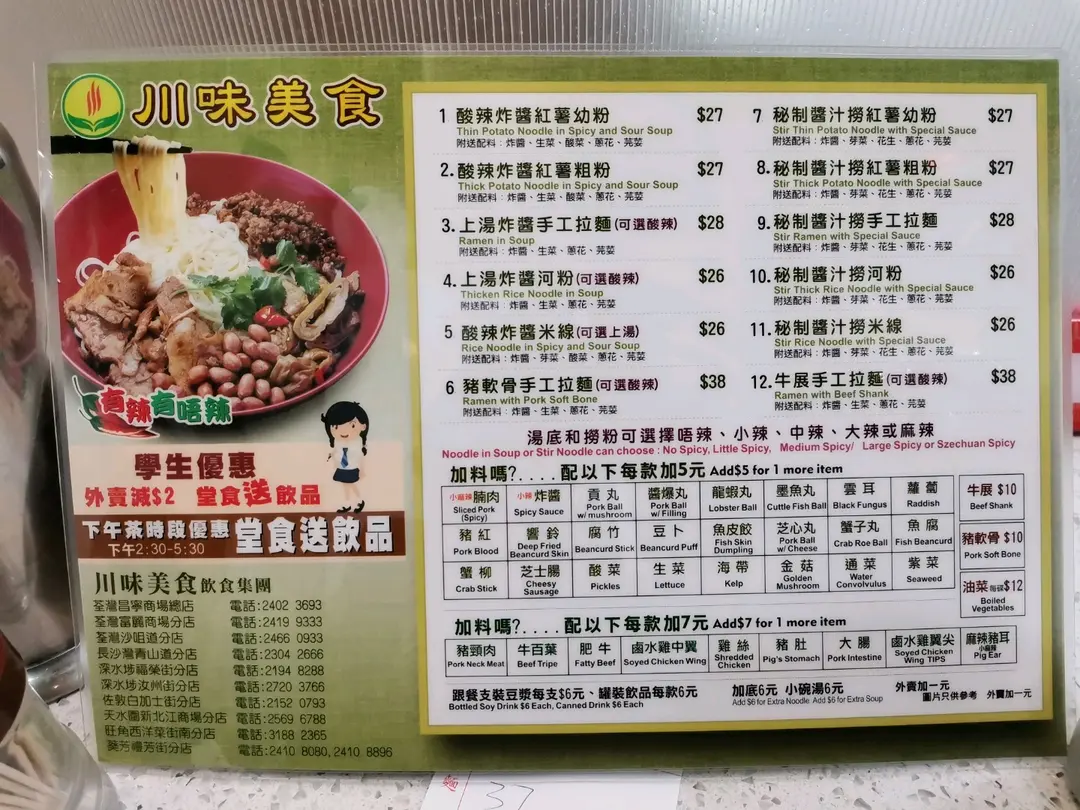 川味美食
有辣有唔辣
學生優惠
外賣減$2 堂食送飲品
下午茶時段優惠 堂食送飲品
下午2:30-5:30
川味美食飲食集團
荃灣昌寧商場總店 電話:2402 3693
荃灣富麗商場分店 電話:2419 9333
荃灣沙咀道分店 電話:2466 0933
長沙灣青山道分店 電話:2304 2666
深水埗福榮街分店 電話:2194 8288
深水埗汝州街分店 電話:2720 3766
佐敦白加士街分店 電話:2152 0793
天水圍新北江商場分店 電話:2569 6788
旺角西洋菜街南分店 電話:3188 2365
葵芳禮芳街分店 電話:2410 8080,2410 8896
1 酸辣炸醬紅薯幼粉 $27
Thin Potato Noodle in Spicy and Sour Soup
附送配料：炸醬、生菜、酸菜、蔥花、芫荽
2. 酸辣炸醬紅薯粗粉 $27
Thick Potato Noodle in Spicy and Sour Soup
附送配料：炸醬、生菜、酸菜、蔥花、芫荽
3. 上湯炸醬手工拉麵(可選酸辣) $28
Ramen in Soup
附送配料：炸醬、生菜、蔥花、芫荽
4. 上湯炸醬河粉(可選酸辣) $26
Thicken Rice Noodle in Soup
附送配料：炸醬、生菜、蔥花、芫荽
5 酸辣炸醬米線(可選上湯) $26
Rice Noodle in Spicy and Sour Soup
附送配料：炸醬、芽菜、酸菜、蔥花、芫荽
6 豬軟骨手工拉麵(可選酸辣) $38
Ramen with Pork Soft Bone
附送配料：炸醬、生菜、蔥花、芫荽
7 秘制醬汁撈紅薯幼粉 $27
Stir Thin Potato Noodle with Special Sauce
附送配料：炸醬、芽菜、花生、蔥花、芫荽
8. 秘制醬汁撈紅薯粗粉 $27
Stir Thick Potato Noodle with Special Sauce
附送配料：炸醬、芽菜、花生、蔥花、芫荽
9. 秘制醬汁撈手工拉麵 $28
Stir Ramen with Special Sauce
附送配料：炸醬、芽菜、花生、蔥花、芫荽
10. 秘制醬汁撈河粉 $26
Stir Thick Rice Noodle with Special Sauce
附送配料：炸醬、芽菜、花生、蔥花、芫荽
11. 秘制醬汁撈米線 $26
Stir Rice Noodle with Special Sauce
附送配料：炸醬、芽菜、花生、蔥花、芫荽
12. 牛展手工拉麵(可選酸辣) $38
Ramen with Beef Shank
附送配料：炸醬、生菜、蔥花、芫荽
湯底和撈粉可選擇唔辣、小辣、中辣、大辣或麻辣
Noodle in Soup or Stir Noodle can choose : No Spicy, Little Spicy, Medium Spicy/ Large Spicy or Szechuan Spicy
加料嗎?....配以下每款加5元 Add$5 for 1 more item
小麻辣 腩肉 小辣 炸醬 貢丸 醬爆丸 龍蝦丸 墨魚丸 雲耳 蘿蔔
Sliced Pork (Spicy) Spicy Sauce Pork Ball w/ mushroom Pork Ball w/ Filling Lobster Ball Cuttle Fish Ball Black Fungus Raddish
豬紅 響鈴 腐竹 豆卜 魚皮餃 芝心丸 蟹子丸 魚腐
Pork Blood Deep Fried Beancurd Skin Beancurd Stick Beancurd Puff Fish Skin Dumpling Pork Ball w/ Cheese Crab Roe Ball Fish Beancurd
蟹柳 芝士腸 酸菜 生菜 海帶 金菇 通菜 紫菜
Crab Stick Cheesy Sausage Pickles Lettuce Kelp Golden Mushroom Water Convolvulus Seaweed
牛展 $10
Beef Shank
豬軟骨 $10
Pork Soft Bone
油菜 每碟 $12
Boiled Vegetables
加料嗎?....配以下每款加7元 Add$7 for 1 more item
豬頸肉 牛百葉 肥牛 鹵水雞中翼 雞絲 豬肚 大腸 鹵水雞翼尖 麻辣豬耳
小麻辣
Pork Neck Meat Beef Tripe Fatty Beef Soyed Chicken Wing Shredded Chicken Pig's Stomach Pork Intestine Soyed Chicken Wing TIPS Pig Ear
跟餐支裝豆漿每支$6元、罐裝飲品每款6元 加底6元 小碗湯6元 外賣加一元
Bottled Soy Drink $6 Each, Canned Drink $6 Each Add $6 for Extra Noodle Add $6 for Extra Soup 圖片只供參考 外賣加一元
37